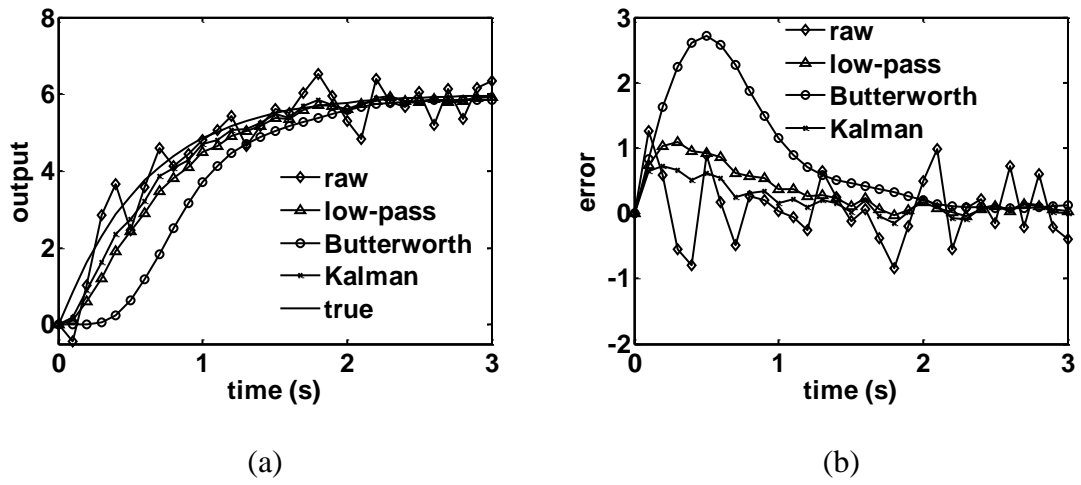 8
6
4
2
0
output
raw
low-pass
Butterworth
Kalman
true
0 1 2 3
time (s)
(a)
3
2
1
0
-1
-2
error
raw
low-pass
Butterworth
Kalman
0 1 2 3
time (s)
(b)